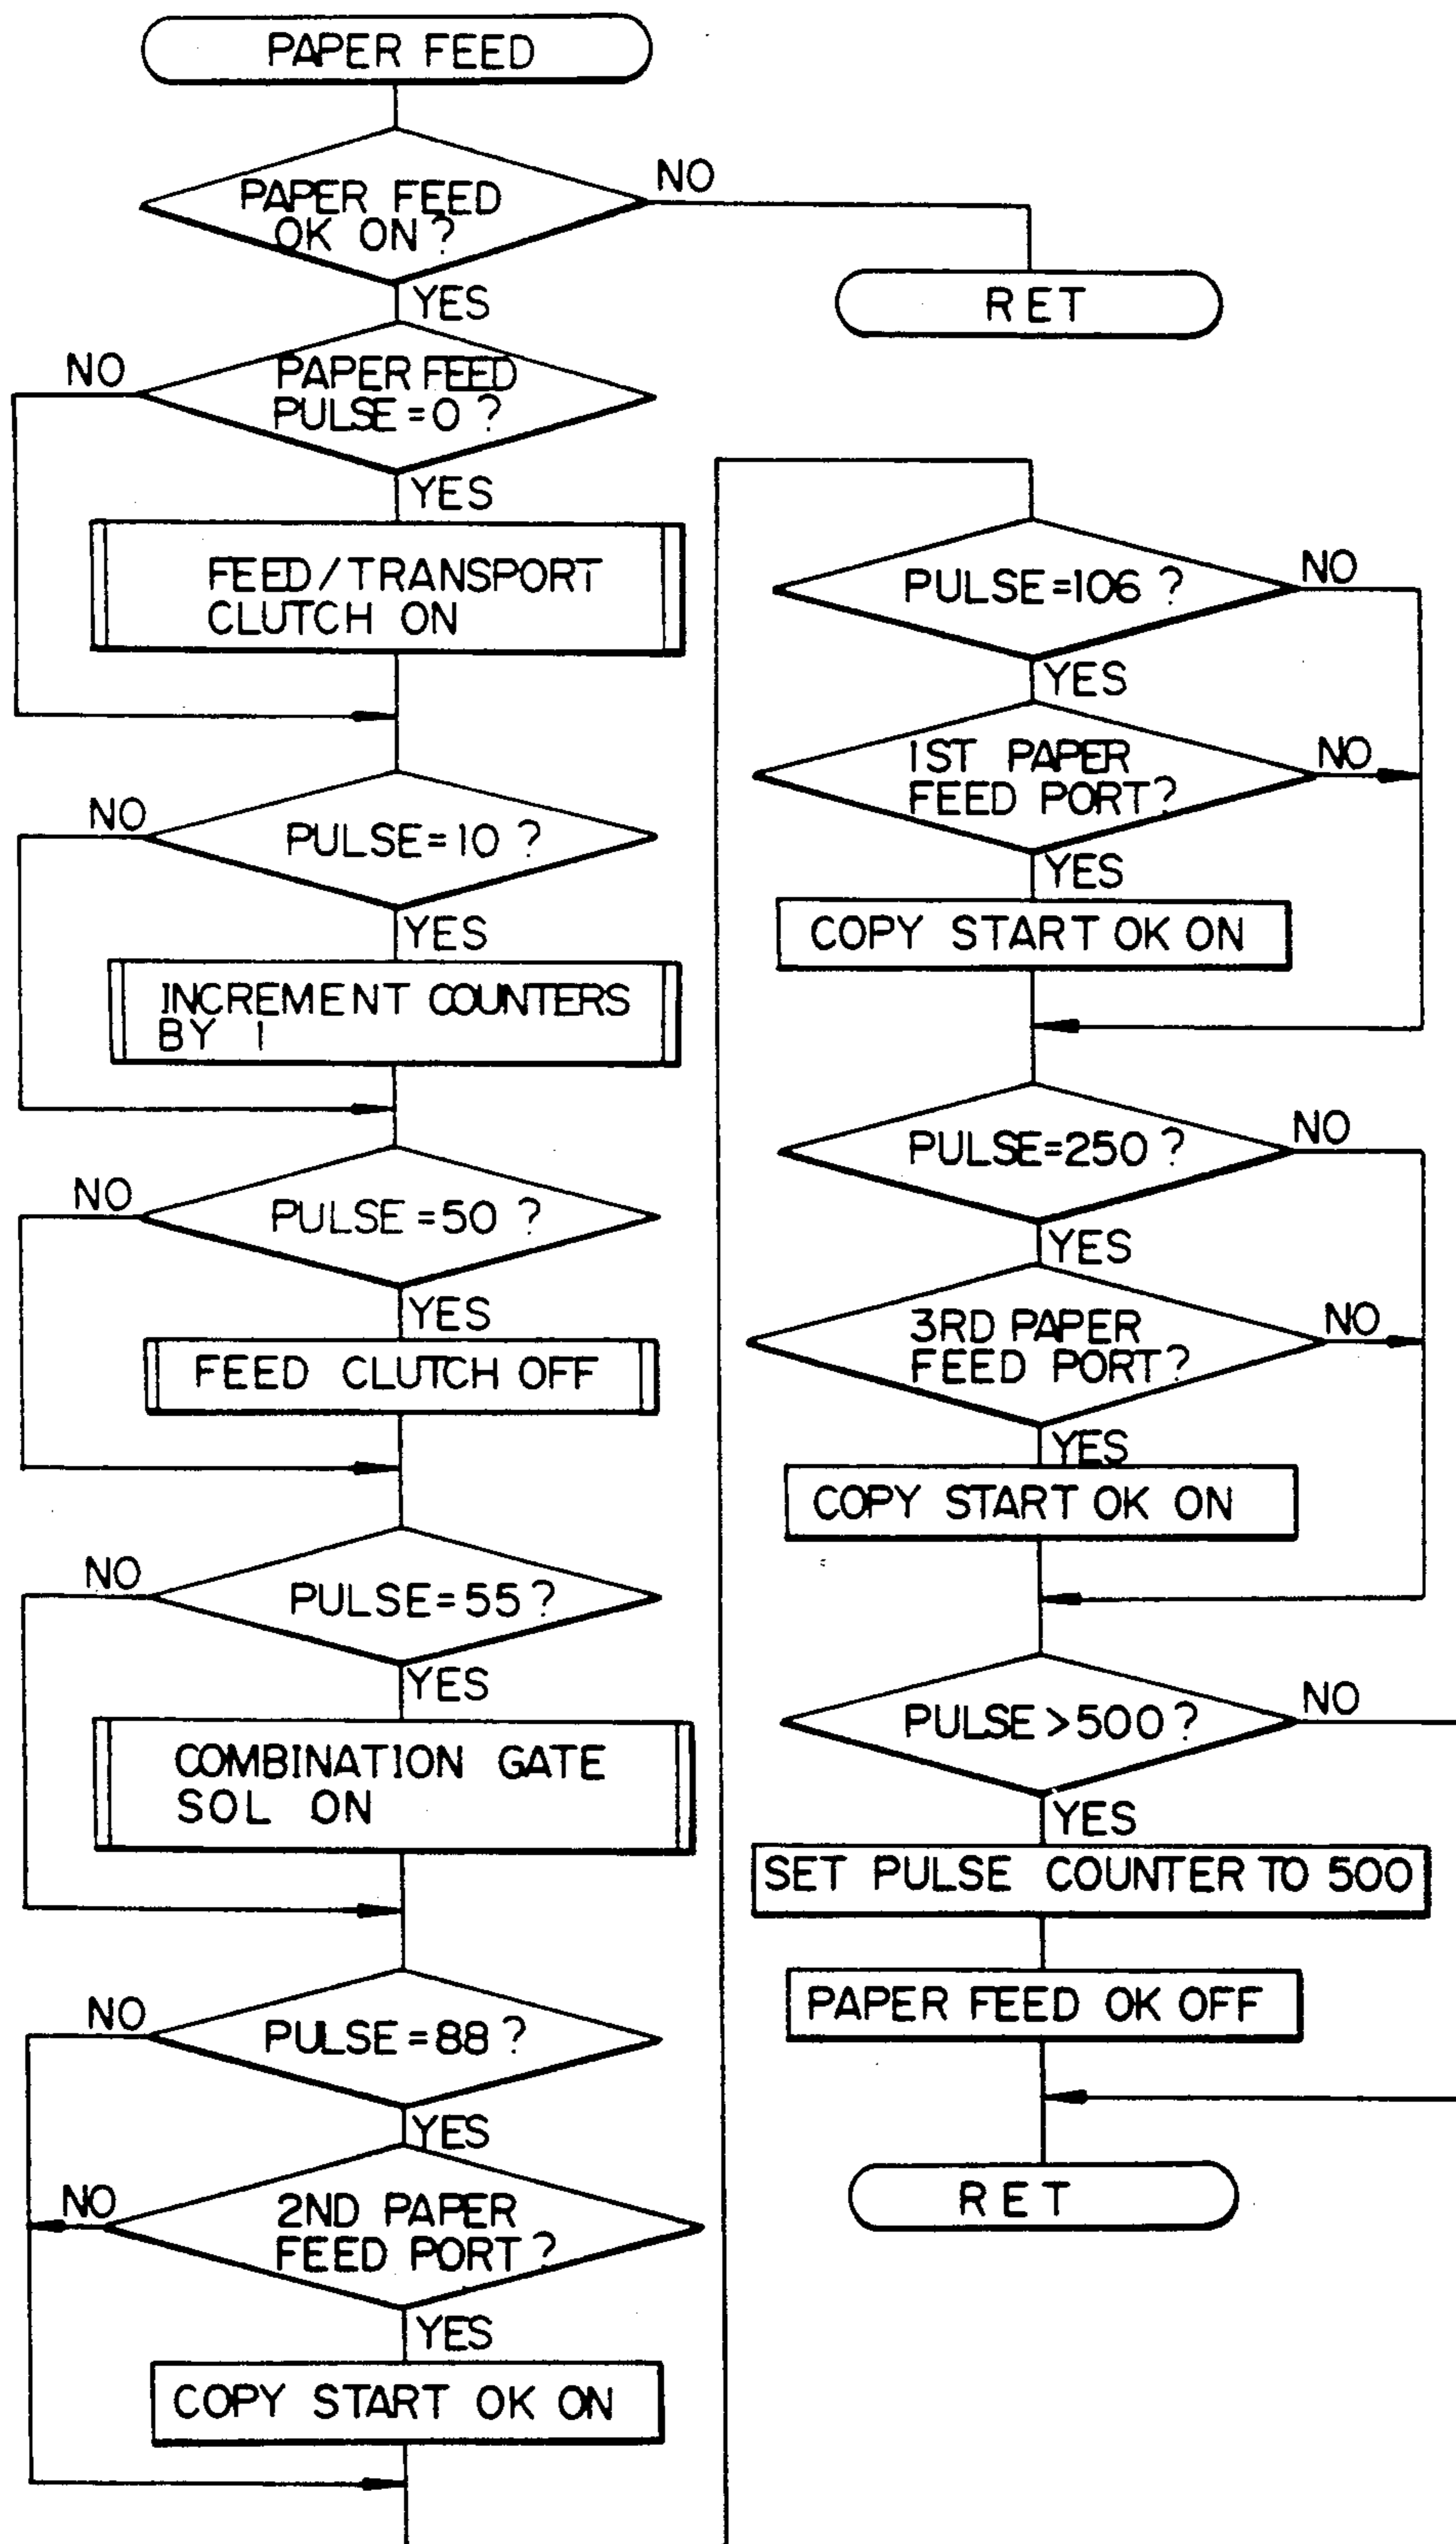 PAPER FEED
PAPER FEED
OK ON?
NO
YES
RET
NO
PAPER FEED
PULSE=0?
YES
FEED/TRANSPORT
CLUTCH ON
NO
PULSE=10?
YES
INCREMENT COUNTERS
BY 1
NO
PULSE=50?
YES
FEED CLUTCH OFF
NO
PULSE=55?
YES
COMBINATION GATE
SOL ON
NO
PULSE=88?
YES
NO
2ND PAPER
FEED PORT?
YES
COPY START OK ON
PULSE=106?
NO
YES
1ST PAPER
FEED PORT?
NO
YES
COPY START OK ON
PULSE=250?
NO
YES
3RD PAPER
FEED PORT?
NO
YES
COPY START OK ON
PULSE>500?
NO
YES
SET PULSE COUNTER TO 500
PAPER FEED OK OFF
RET